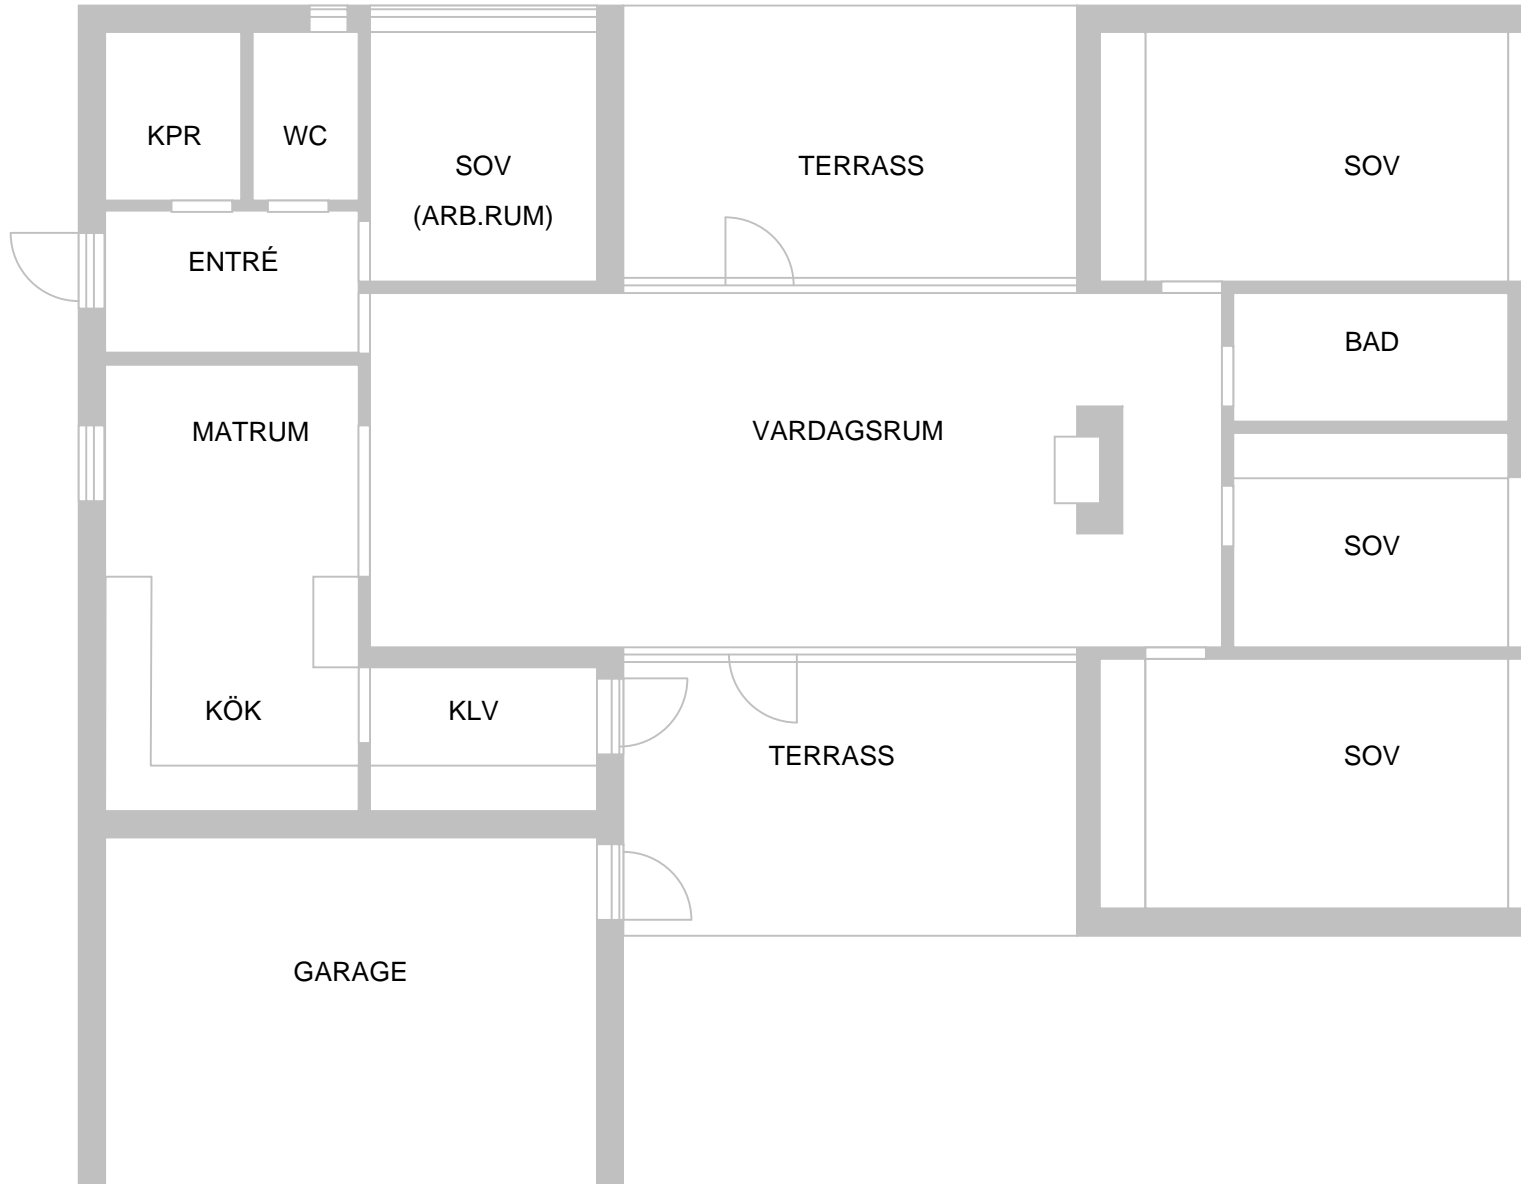 KPR
WC
SOV
(ARB.RUM)
TERRASS
SOV
ENTRÉ
BAD
MATRUM
VARDAGSRUM
SOV
KÖK
KLV
TERRASS
SOV
GARAGE